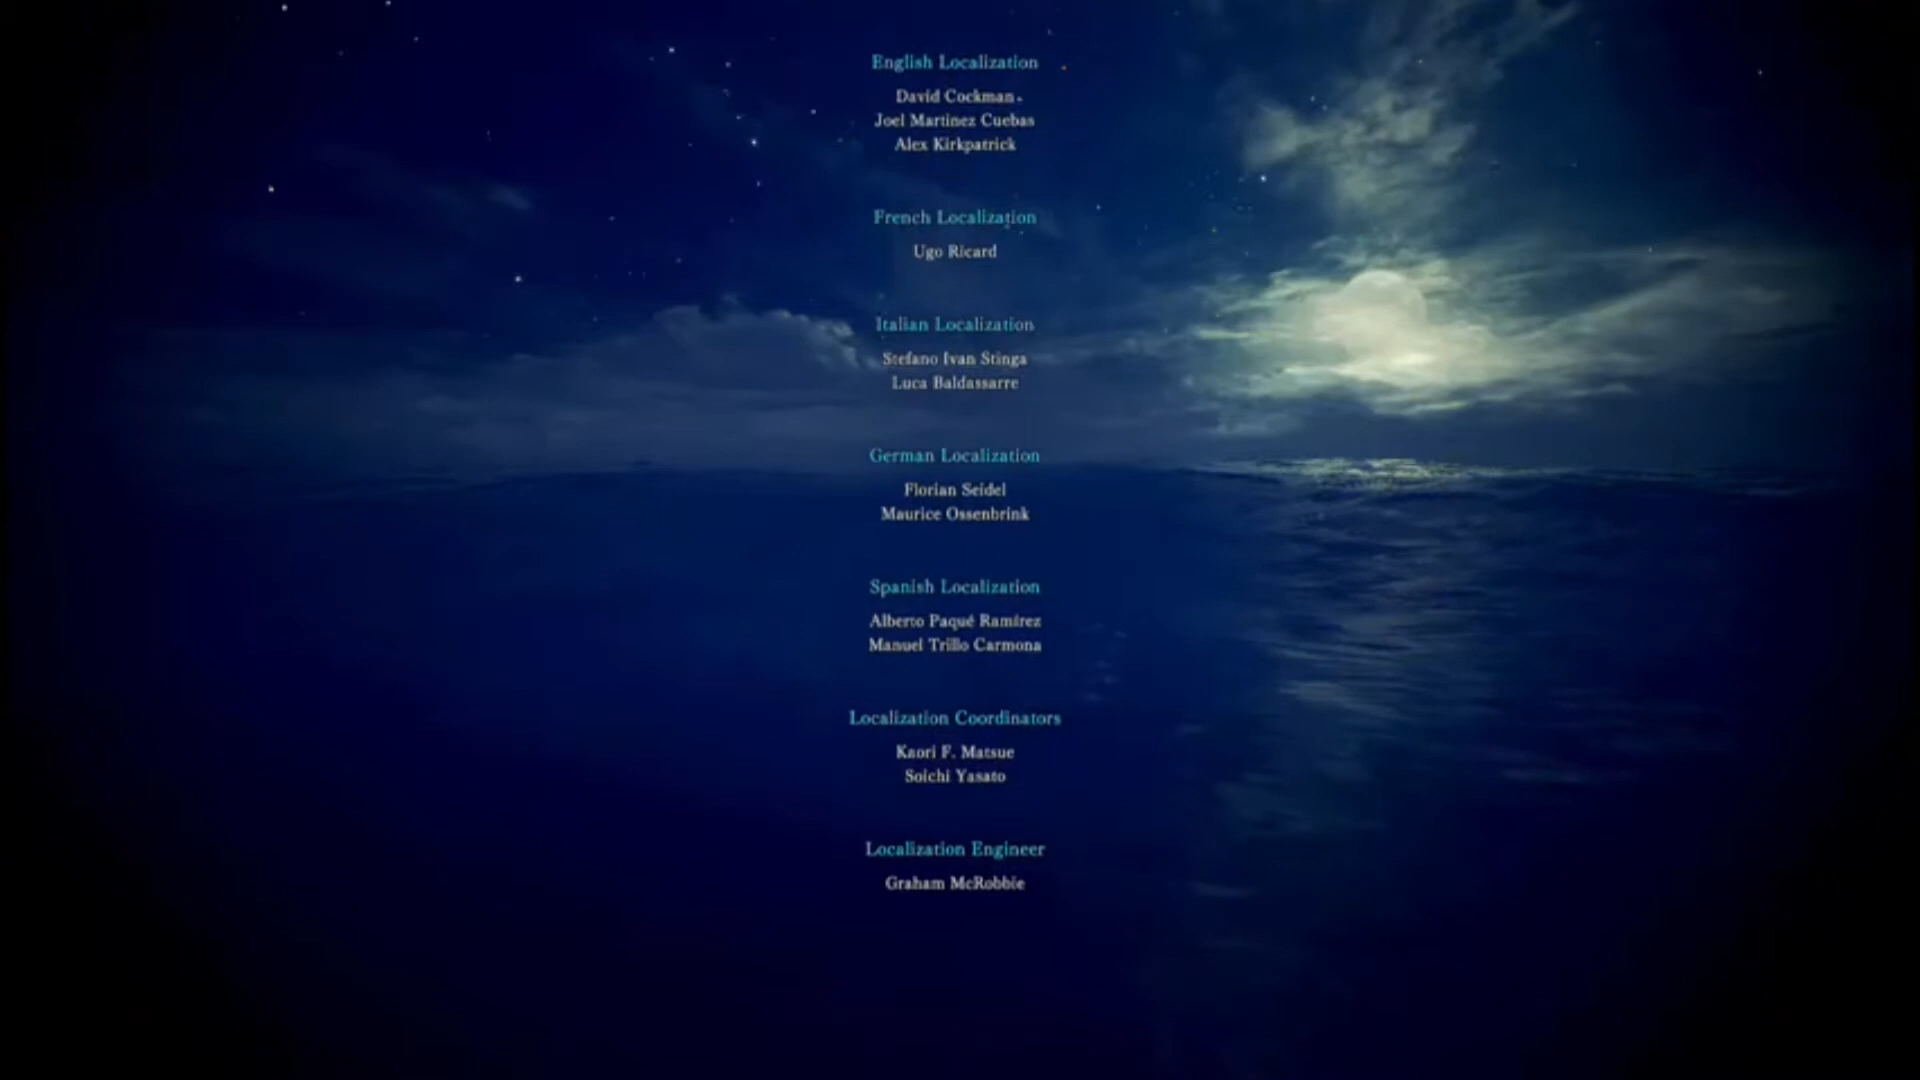 English Localization
David Cockman
Joel Martinez Cuebas
Alex Kirkpatrick
French Localization
Ugo Ricard
Italian Localization
Stefano Ivan Stinga
Luca Baldassarre
German Localization
Florian Seidel
Maurice Ossenbrink
Spanish Localization
Alberto Paqué Ramírez
Manuel Trillo Carmona
Localization Coordinators
Kaori F. Matsue
Soichi Yasato
Localization Engineer
Graham McRobbie